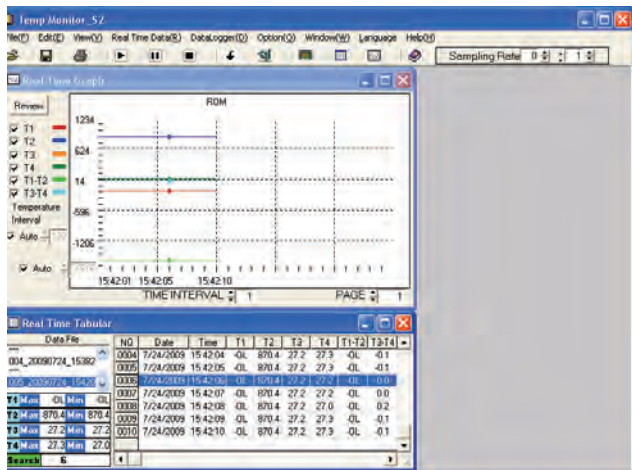 Temp Monitor_S2
File(F) Edit(E) View(V) Real Time Data(R) DataLogger(D) Option(O) Window(W) Language Help(H)
Sampling Rate 0 : 1
Real Time Graph
Review
ROM
T1
T2
T3
T4
T1-T2
T3-T4
Temperature
Interval
Auto
Auto
1234
624
14
-596
-1206
15:42:01 15:42:05 15:42:10
TIME INTERVAL 1 PAGE 1
Real Time Tabular
Data File
NO Date Time T1 T2 T3 T4 T1-T2 T3-T4
004_20090724_15392
0004 7/24/2009 15:42:04 -OL 870.4 27.2 27.3 -OL -0.1
0005 7/24/2009 15:42:05 -OL 870.4 27.2 27.3 -OL -0.1
0006 7/24/2009 15:42:06 -OL 870.4 27.2 27.2 -OL 0.0
0007 7/24/2009 15:42:07 -OL 870.4 27.2 27.2 -OL 0.0
0008 7/24/2009 15:42:08 -OL 870.4 27.2 27.0 -OL 0.2
0009 7/24/2009 15:42:09 -OL 870.4 27.2 27.3 -OL -0.1
0010 7/24/2009 15:42:10 -OL 870.4 27.2 27.3 -OL -0.1
T1 Max -OL Min -OL
T2 Max 870.4 Min 870.4
T3 Max 27.2 Min 27.2
T4 Max 27.3 Min 27.0
Search 6